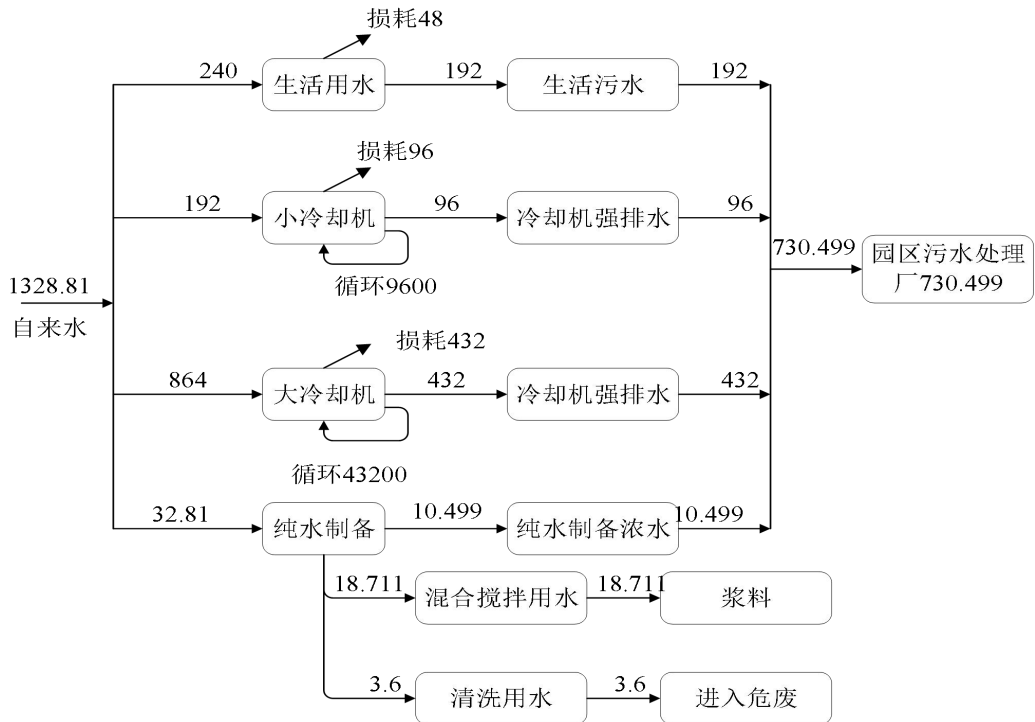 损耗48
240
生活用水
192
生活污水
192
损耗96
192
小冷却机
96
冷却机强排水
96
循环9600
730.499
园区污水处理
厂730.499
1328.81
自来水
损耗432
864
大冷却机
432
冷却机强排水
432
循环43200
32.81
纯水制备
10.499
纯水制备浓水
10.499
18.711
混合搅拌用水
18.711
浆料
3.6
清洗用水
3.6
进入危废